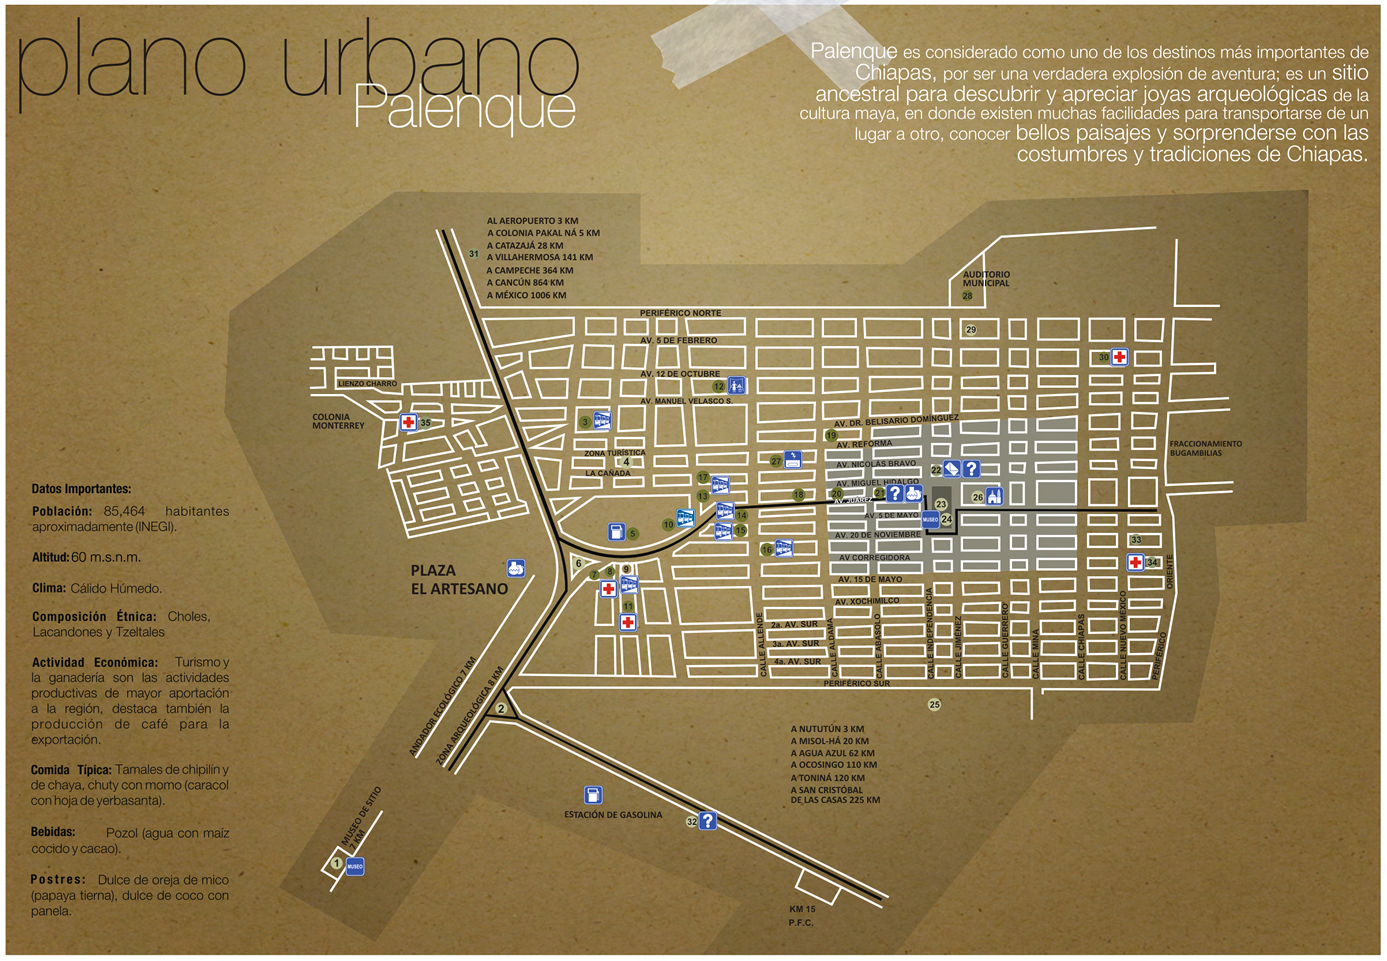 plano urbano
Palenque
Palenque es considerado como uno de los destinos más importantes de
Chiapas, por ser una verdadera explosión de aventura; es un sitio
ancestral para descubrir y apreciar joyas arqueológicas de la
cultura maya, en donde existen muchas facilidades para transportarse de un
lugar a otro, conocer bellos paisajes y sorprenderse con las
costumbres y tradiciones de Chiapas.
AL AEROPUERTO 3 KM
A COLONIA PAKAL NÁ 5 KM
A CATAZAJÁ 28 KM
A VILLAHERMOSA 141 KM
A CAMPECHE 364 KM
A CANCÚN 864 KM
A MÉXICO 1006 KM
31
AUDITORIO
MUNICIPAL
28
PERIFÉRICO NORTE
29
AV. 5 DE FEBRERO
30
AV. 12 DE OCTUBRE
12
LIENZO CHARRO
AV. MANUEL VELASCO S.
COLONIA
MONTERREY
35
3
AV. DR. BELISARIO DOMÍNGUEZ
19
AV. REFORMA
FRACCIONAMIENTO
BUGAMBILIAS
ZONA TURÍSTICA
4
LA CAÑADA
27
AV. NICOLÁS BRAVO
22
17
AV. MIGUEL HIDALGO
13
18
20
21
26
AV. JUÁREZ
23
14
AV. 5 DE MAYO
MUSEO
24
10
5
15
AV. 20 DE NOVIEMBRE
33
16
AV CORREGIDORA
34
6
7
8
9
AV. 15 DE MAYO
11
AV. XOCHIMILCO
2a. AV. SUR
3a. AV. SUR
4a. AV. SUR
PERIFÉRICO SUR
CALLE ALLENDE
CALLE ALDAMA
CALLE ABASOLO
CALLE INDEPENDENCIA
CALLE JIMÉNEZ
CALLE GUERRERO
CALLE MINA
CALLE CHIAPAS
CALLE NUEVO MÉXICO
PERIFÉRICO
ORIENTE
25
PLAZA
EL ARTESANO
ANDADOR ECOLÓGICO 7 KM
ZONA ARQUEOLÓGICA 8 KM
2
A NUTUTÚN 3 KM
A MISOL-HÁ 20 KM
A AGUA AZUL 62 KM
A OCOSINGO 110 KM
A TONINÁ 120 KM
A SAN CRISTÓBAL
DE LAS CASAS 225 KM
ESTACIÓN DE GASOLINA
32
MUSEO DE SITIO
7 KM
1
MUSEO
KM 15
P.F.C.
Datos Importantes:
Población: 85,464 habitantes
aproximadamente (INEGI).
Altitud: 60 m.s.n.m.
Clima: Cálido Húmedo.
Composición Étnica: Choles,
Lacandones y Tzeltales
Actividad Económica: Turismo y
la ganadería son las actividades
productivas de mayor aportación
a la región, destaca también la
producción de café para la
exportación.
Comida Típica: Tamales de chipilín y
de chaya, chuty con momo (caracol
con hoja de yerbasanta).
Bebidas: Pozol (agua con maíz
cocido y cacao).
Postres: Dulce de oreja de mico
(papaya tierna), dulce de coco con
panela.